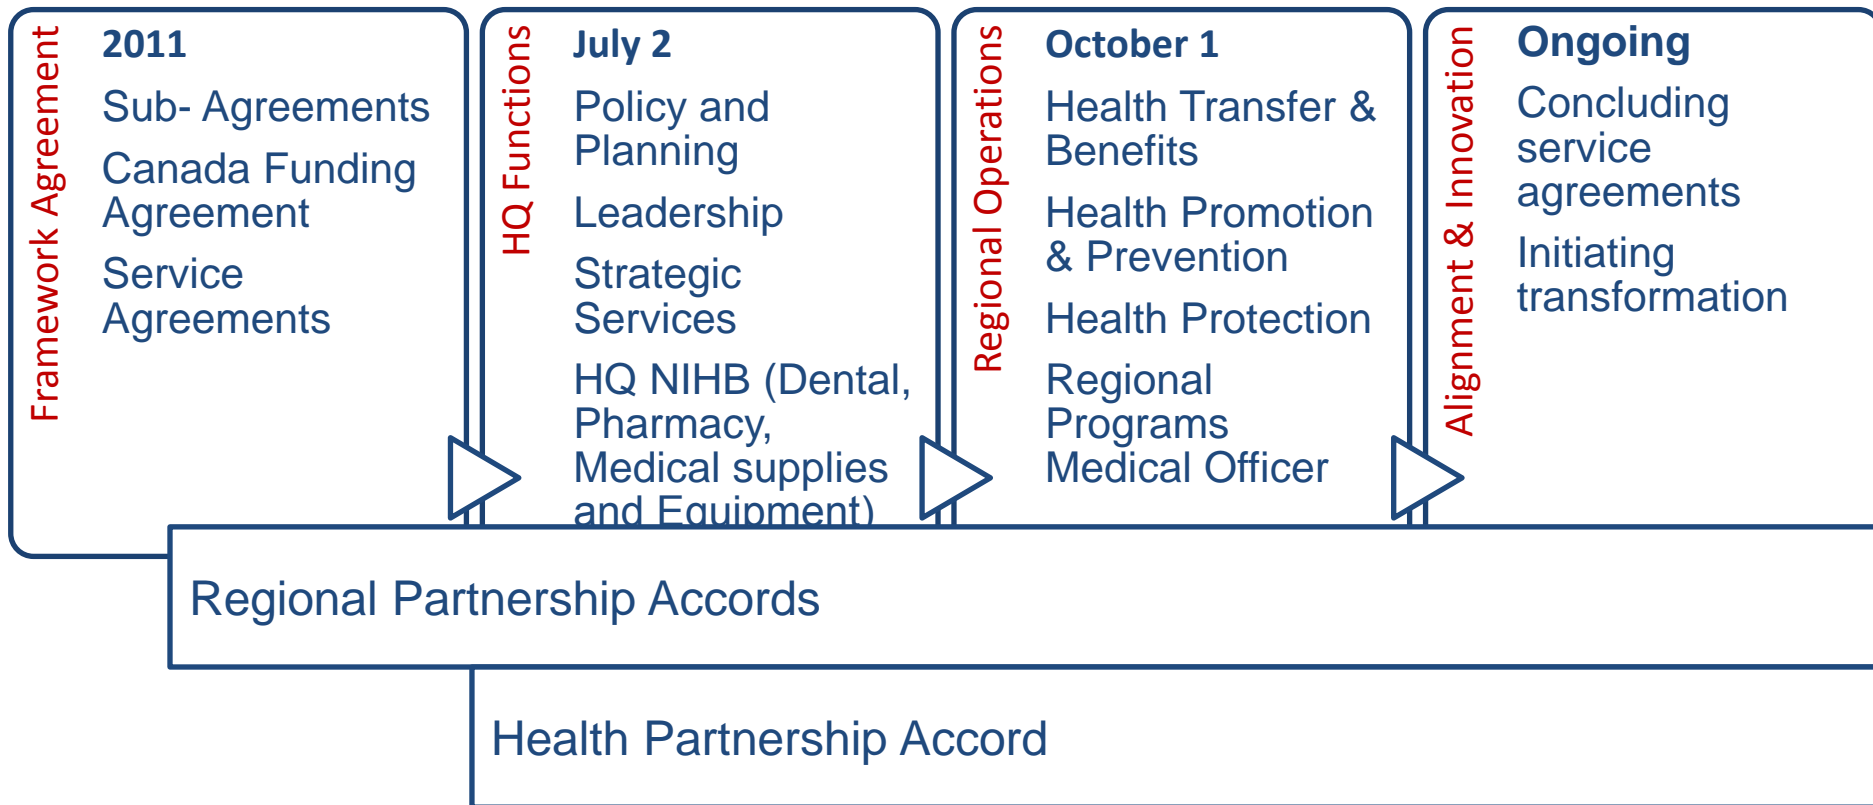 Framework Agreement
2011
Sub- Agreements
Canada Funding
Agreement
Service
Agreements
HQ Functions
July 2
Policy and
Planning
Leadership
Strategic
Services
HQ NIHB (Dental,
Pharmacy,
Medical supplies
and Equipment)
Regional Operations
October 1
Health Transfer &
Benefits
Health Promotion
& Prevention
Health Protection
Regional
Programs
Medical Officer
Alignment & Innovation
Ongoing
Concluding
service
agreements
Initiating
transformation
Regional Partnership Accords
Health Partnership Accord